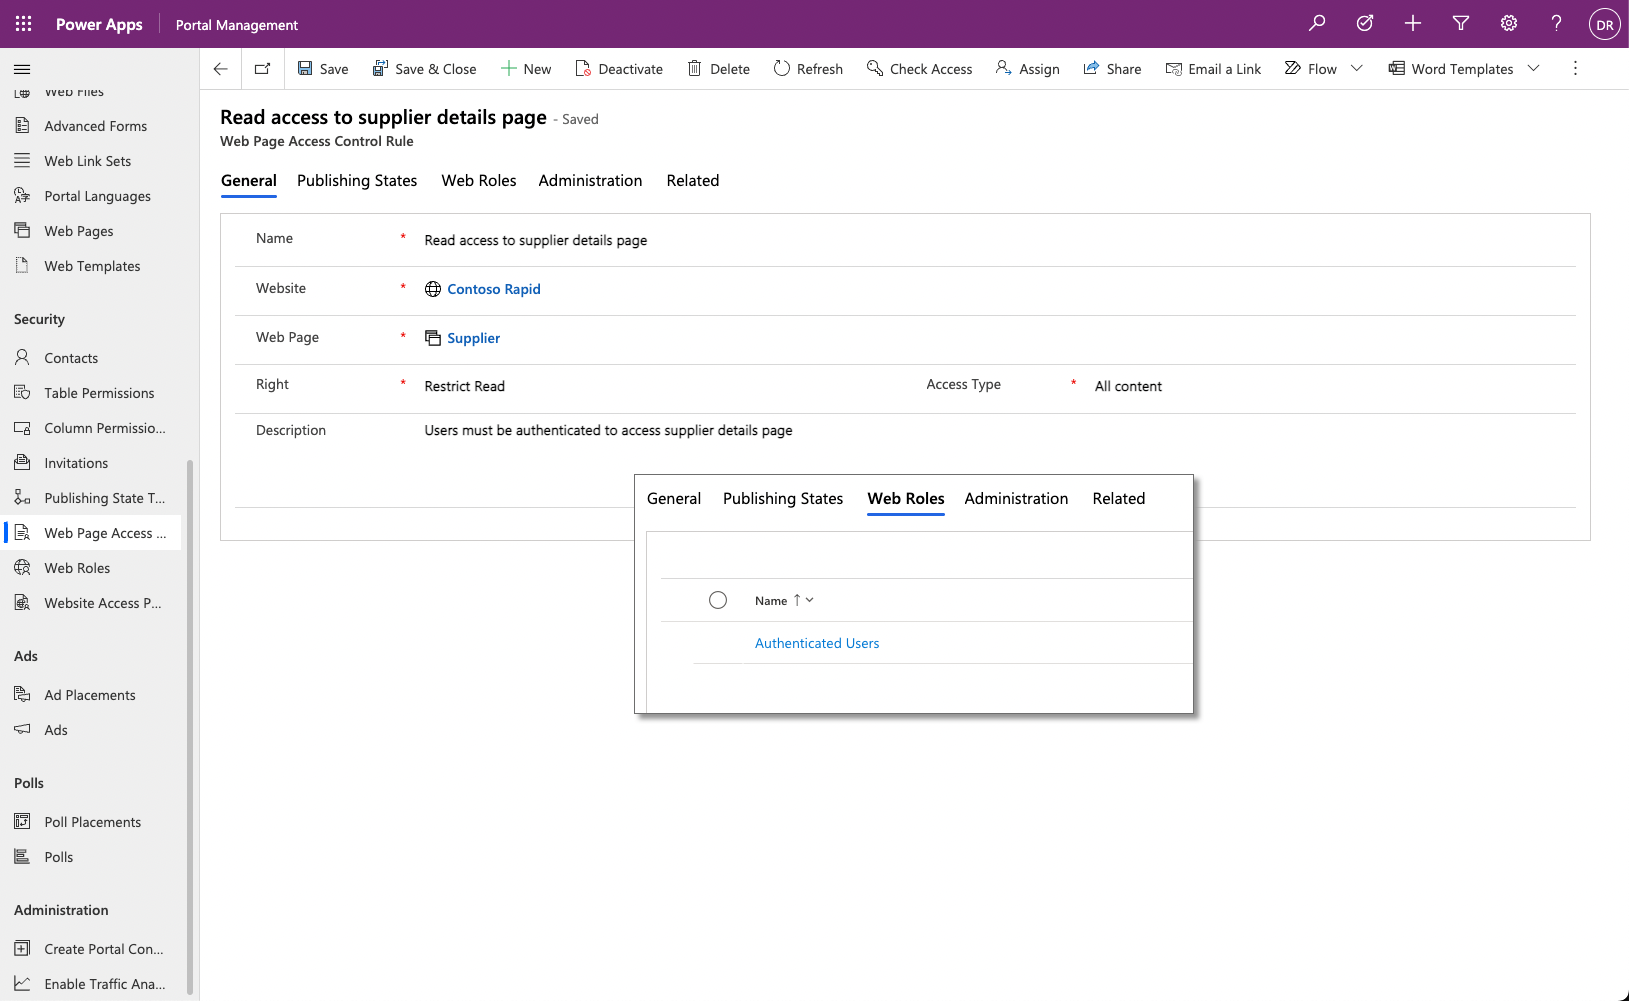 Power Apps
Portal Management
DR
Save
Save & Close
New
Deactivate
Delete
Refresh
Check Access
Assign
Share
Email a Link
Flow
Word Templates
Web Files
Advanced Forms
Web Link Sets
Portal Languages
Web Pages
Web Templates
Security
Contacts
Table Permissions
Column Permissio...
Invitations
Publishing State T...
Web Page Access ...
Web Roles
Website Access P...
Ads
Ad Placements
Ads
Polls
Poll Placements
Polls
Administration
Create Portal Con...
Enable Traffic Ana...
Read access to supplier details page - Saved
Web Page Access Control Rule
General Publishing States Web Roles Administration Related
Name * Read access to supplier details page
Website * Contoso Rapid
Web Page * Supplier
Right * Restrict Read Access Type * All content
Description Users must be authenticated to access supplier details page
General Publishing States Web Roles Administration Related
Name ↑
Authenticated Users